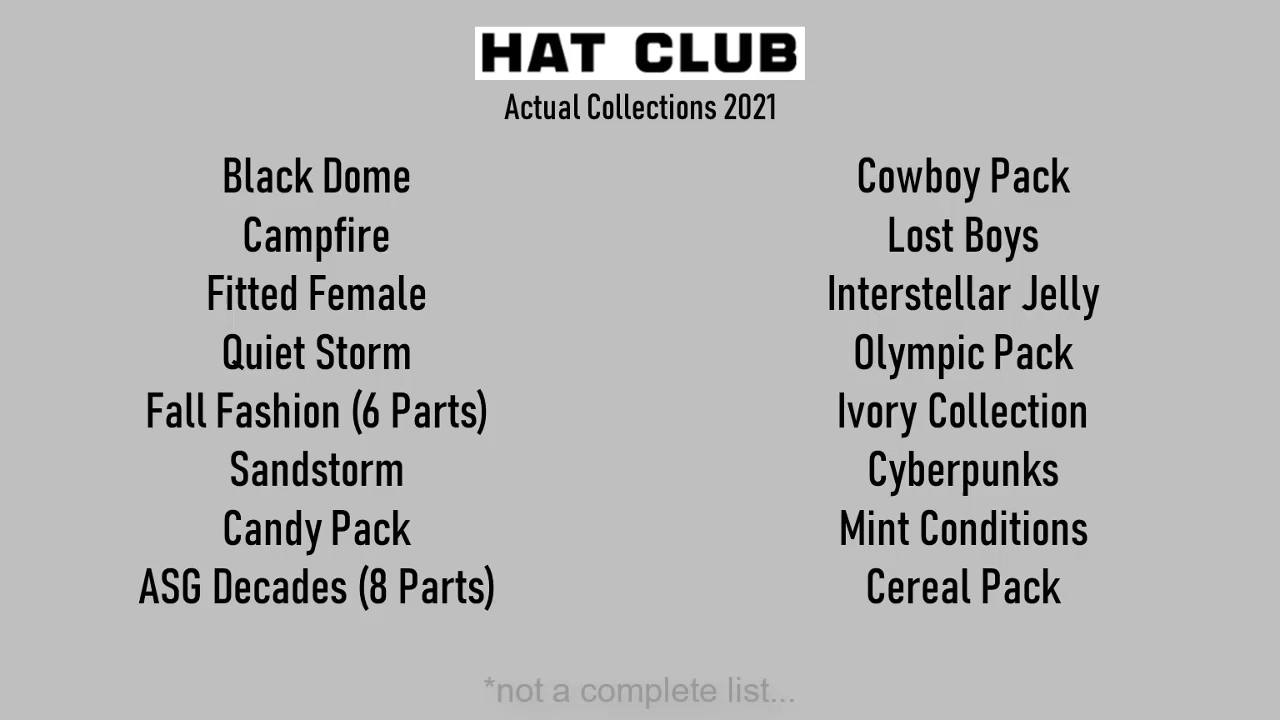 HAT CLUB
Actual Collections 2021
Black Dome
Campfire
Fitted Female
Quiet Storm
Fall Fashion (6 Parts)
Sandstorm
Candy Pack
ASG Decades (8 Parts)
Cowboy Pack
Lost Boys
Interstellar Jelly
Olympic Pack
Ivory Collection
Cyberpunks
Mint Conditions
Cereal Pack
*not a complete list...